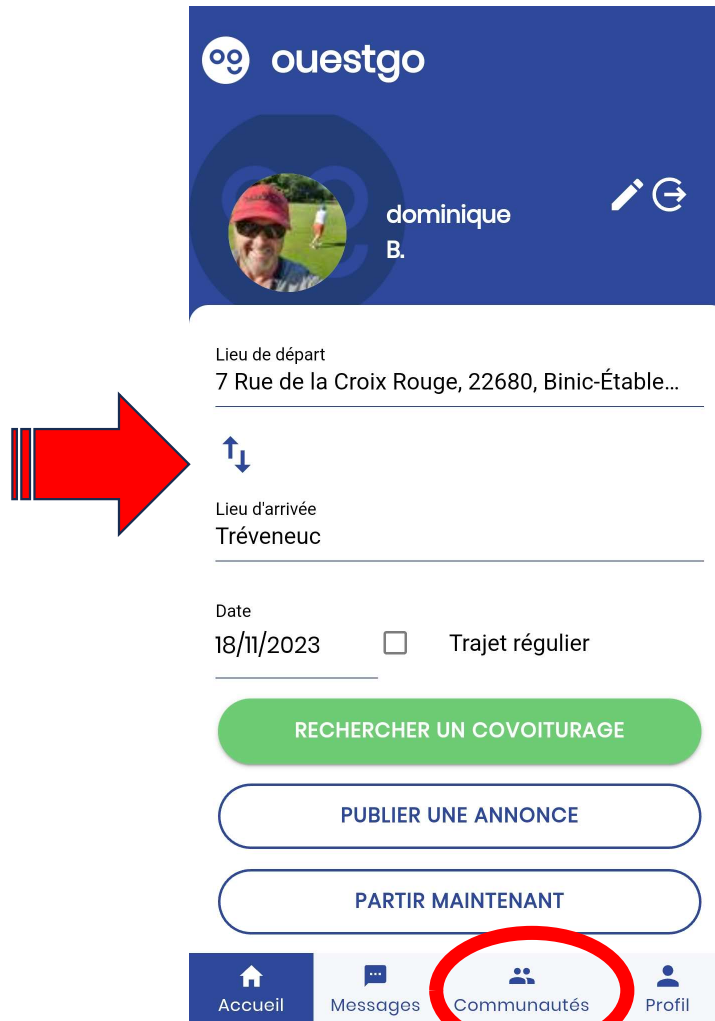 ouestgo
dominique
B.
Lieu de départ
7 Rue de la Croix Rouge, 22680, Binic-Étable...
Lieu d'arrivée
Tréveneuc
Date
18/11/2023 Trajet régulier
RECHERCHER UN COVOITURAGE
PUBLIER UNE ANNONCE
PARTIR MAINTENANT
Accueil Messages Communautés Profil